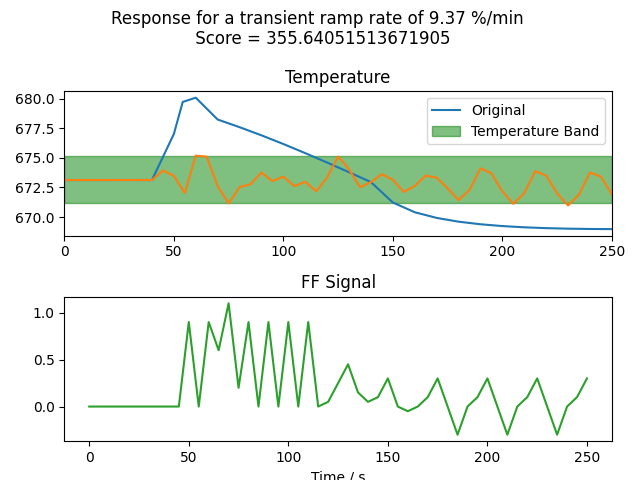 Response for a transient ramp rate of 9.37 %/min
Score = 355.64051513671905
Temperature
680.0
677.5
675.0
672.5
670.0
Original
Temperature Band
0 50 100 150 200 250
FF Signal
1.0
0.5
0.0
0 50 100 150 200 250
Time / s